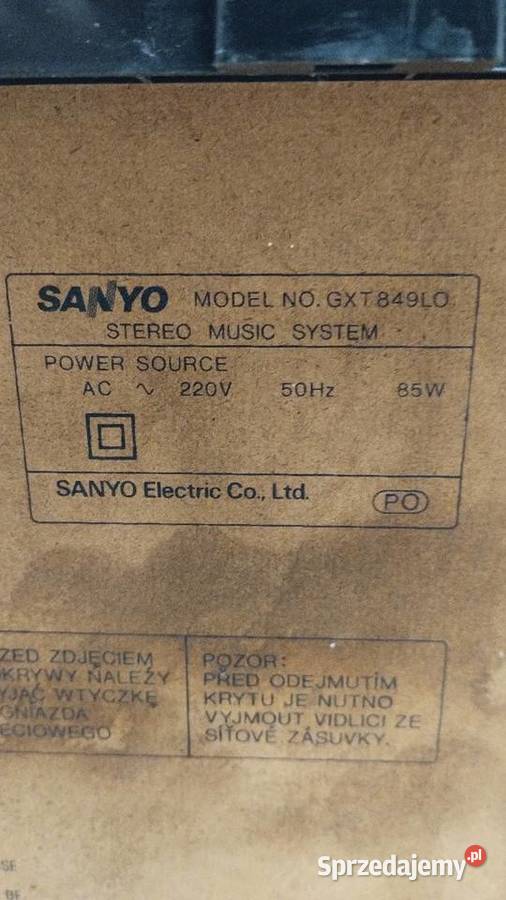 SANYO MODEL NO. GXT849LO
STEREO MUSIC SYSTEM
POWER SOURCE
AC ∿ 220V 50Hz 85W
SANYO Electric Co., Ltd. PO
ZED ZDJĘCIEM
KRYWY NALEŻY
YJĄĆ WTYCZKĘ
GNIAZDA
ECIOWEGO
POZOR:
PŘED ODEJMUTÍM
KRYTU JE NUTNO
VYJMOUT VIDLICI ZE
SÍŤOVÉ ZÁSUVKY.
SE
Sprzedajemy.pl